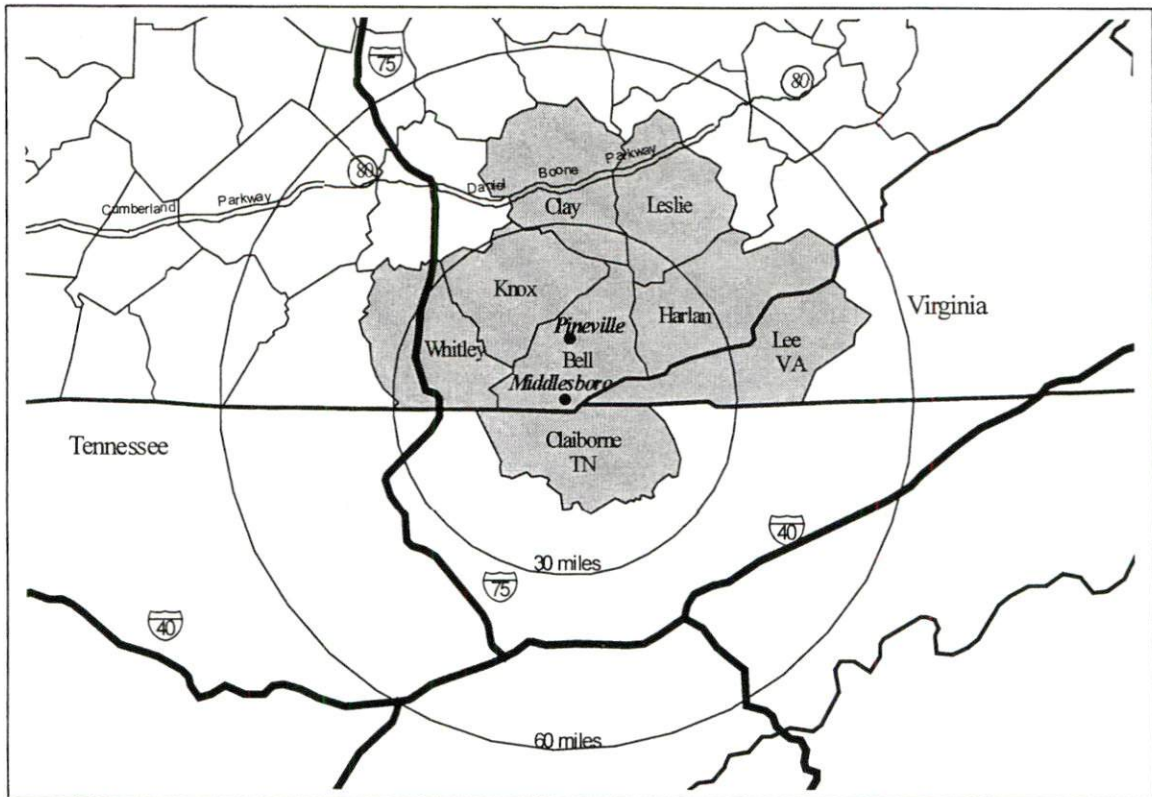 75
80
80
Daniel
Boone
Parkway
Cumberland
Parkway
Clay
Leslie
Knox
Harlan
Virginia
Pineville
Whitley
Bell
Lee
VA
Middlesboro
Tennessee
Claiborne
TN
40
30 miles
75
40
60 miles